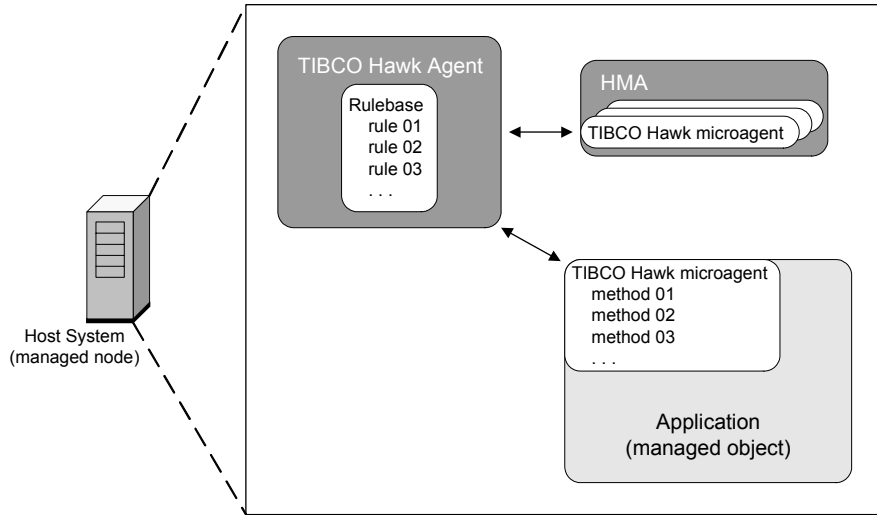 TIBCO Hawk Agent
Rulebase
rule 01
rule 02
rule 03
. . .
HMA
TIBCO Hawk microagent
Host System
(managed node)
TIBCO Hawk microagent
method 01
method 02
method 03
. . .
Application
(managed object)